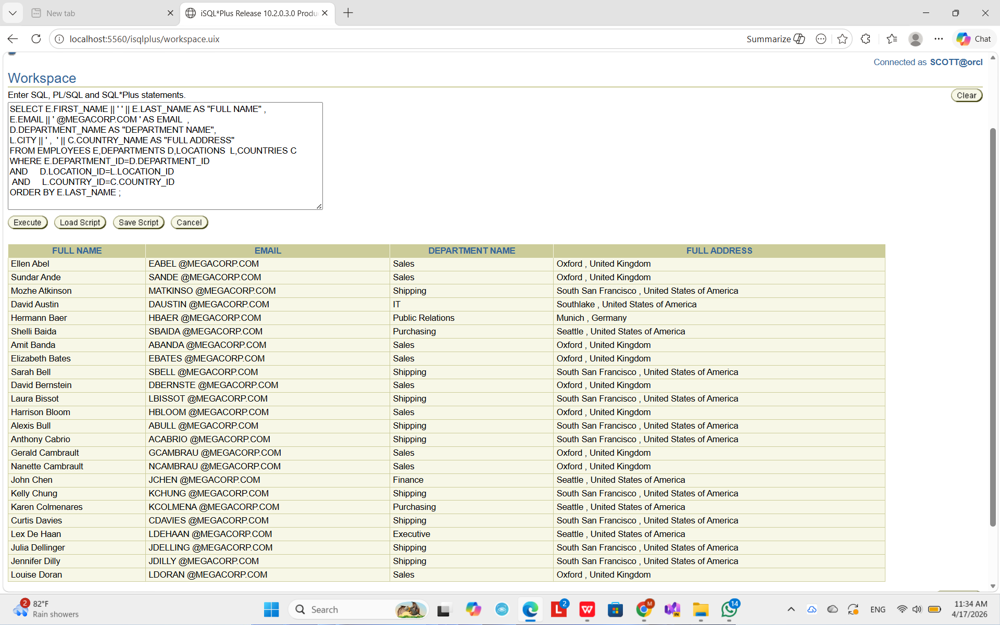 New tab
iSQL*Plus Release 10.2.0.3.0 Produ
localhost:5560/isqlplus/workspace.uix
Summarize
Chat
Connected as SCOTT@orcl
Workspace
Enter SQL, PL/SQL and SQL*Plus statements.
Clear
SELECT E.FIRST_NAME || ' ' || E.LAST_NAME AS "FULL NAME" ,
E.EMAIL || ' @MEGACORP.COM ' AS EMAIL  ,
D.DEPARTMENT_NAME AS "DEPARTMENT NAME",
L.CITY || ' ,  ' || C.COUNTRY_NAME AS "FULL ADDRESS"
FROM EMPLOYEES E,DEPARTMENTS D,LOCATIONS  L,COUNTRIES C
WHERE E.DEPARTMENT_ID=D.DEPARTMENT_ID
AND     D.LOCATION_ID=L.LOCATION_ID
AND     L.COUNTRY_ID=C.COUNTRY_ID
ORDER BY E.LAST_NAME ;
Execute Load Script Save Script Cancel
FULL NAME EMAIL DEPARTMENT NAME FULL ADDRESS
Ellen Abel EABEL @MEGACORP.COM Sales Oxford , United Kingdom
Sundar Ande SANDE @MEGACORP.COM Sales Oxford , United Kingdom
Mozhe Atkinson MATKINSO @MEGACORP.COM Shipping South San Francisco , United States of America
David Austin DAUSTIN @MEGACORP.COM IT Southlake , United States of America
Hermann Baer HBAER @MEGACORP.COM Public Relations Munich , Germany
Shelli Baida SBAIDA @MEGACORP.COM Purchasing Seattle , United States of America
Amit Banda ABANDA @MEGACORP.COM Sales Oxford , United Kingdom
Elizabeth Bates EBATES @MEGACORP.COM Sales Oxford , United Kingdom
Sarah Bell SBELL @MEGACORP.COM Shipping South San Francisco , United States of America
David Bernstein DBERNSTE @MEGACORP.COM Sales Oxford , United Kingdom
Laura Bissot LBISSOT @MEGACORP.COM Shipping South San Francisco , United States of America
Harrison Bloom HBLOOM @MEGACORP.COM Sales Oxford , United Kingdom
Alexis Bull ABULL @MEGACORP.COM Shipping South San Francisco , United States of America
Anthony Cabrio ACABRIO @MEGACORP.COM Shipping South San Francisco , United States of America
Gerald Cambrault GCAMBRAU @MEGACORP.COM Sales Oxford , United Kingdom
Nanette Cambrault NCAMBRAU @MEGACORP.COM Sales Oxford , United Kingdom
John Chen JCHEN @MEGACORP.COM Finance Seattle , United States of America
Kelly Chung KCHUNG @MEGACORP.COM Shipping South San Francisco , United States of America
Karen Colmenares KCOLMENA @MEGACORP.COM Purchasing Seattle , United States of America
Curtis Davies CDAVIES @MEGACORP.COM Shipping South San Francisco , United States of America
Lex De Haan LDEHAAN @MEGACORP.COM Executive Seattle , United States of America
Julia Dellinger JDELLING @MEGACORP.COM Shipping South San Francisco , United States of America
Jennifer Dilly JDILLY @MEGACORP.COM Shipping South San Francisco , United States of America
Louise Doran LDORAN @MEGACORP.COM Sales Oxford , United Kingdom
2
82°F
Rain showers
Search
L 2
W
M
IN
14
ENG
11:34 AM
4/17/2026